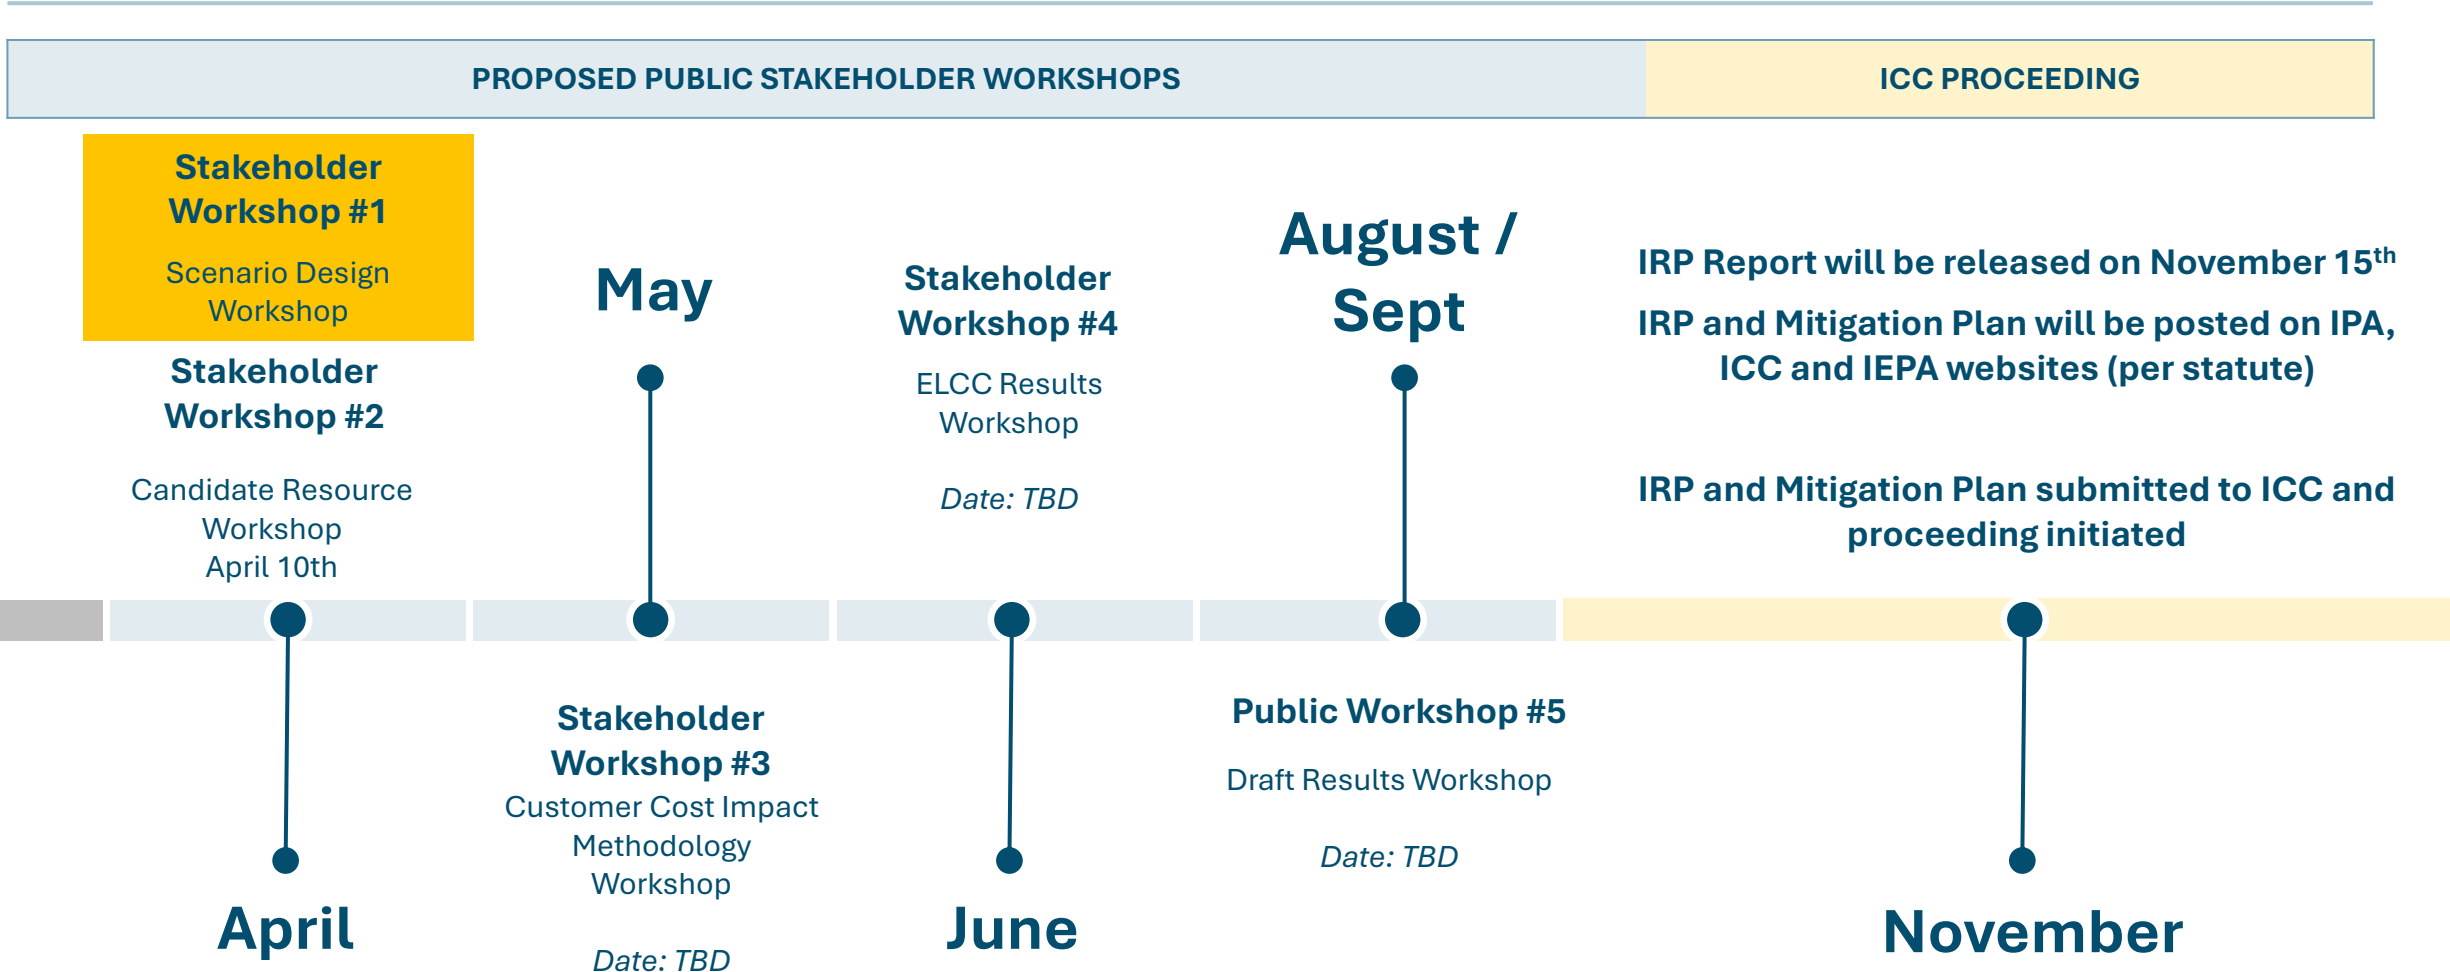 PROPOSED PUBLIC STAKEHOLDER WORKSHOPS
ICC PROCEEDING
Stakeholder
Workshop #1
Scenario Design
Workshop
Stakeholder
Workshop #2
Candidate Resource
Workshop
April 10th
April
May
Stakeholder
Workshop #3
Customer Cost Impact
Methodology
Workshop
Date: TBD
Stakeholder
Workshop #4
ELCC Results
Workshop
Date: TBD
June
August /
Sept
Public Workshop #5
Draft Results Workshop
Date: TBD
IRP Report will be released on November 15th
IRP and Mitigation Plan will be posted on IPA,
ICC and IEPA websites (per statute)
IRP and Mitigation Plan submitted to ICC and
proceeding initiated
November